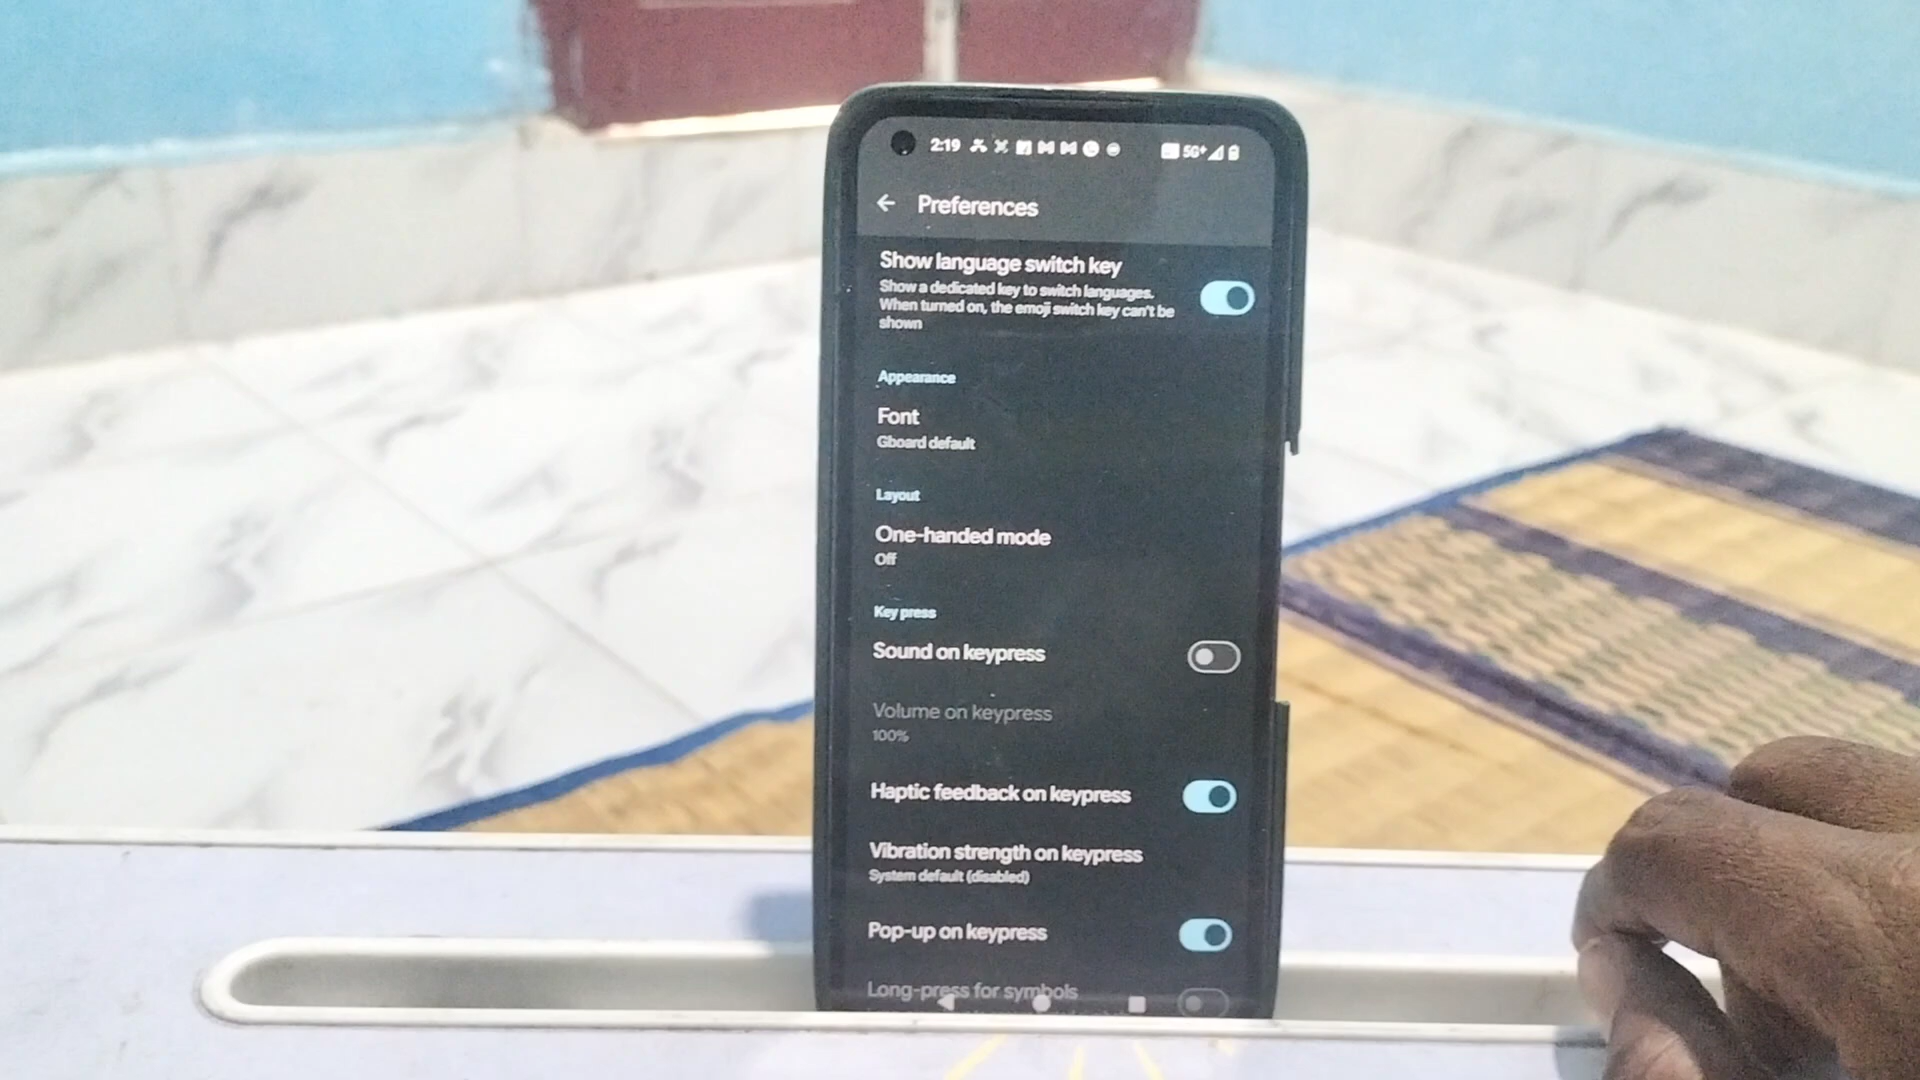 2:19
5G+
Preferences
Show language switch key
Show a dedicated key to switch languages.
When turned on, the emoji switch key can't be
shown
Appearance
Font
Gboard default
Layout
One-handed mode
Off
Key press
Sound on keypress
Volume on keypress
100%
Haptic feedback on keypress
Vibration strength on keypress
System default (disabled)
Pop-up on keypress
Long-press for symbols